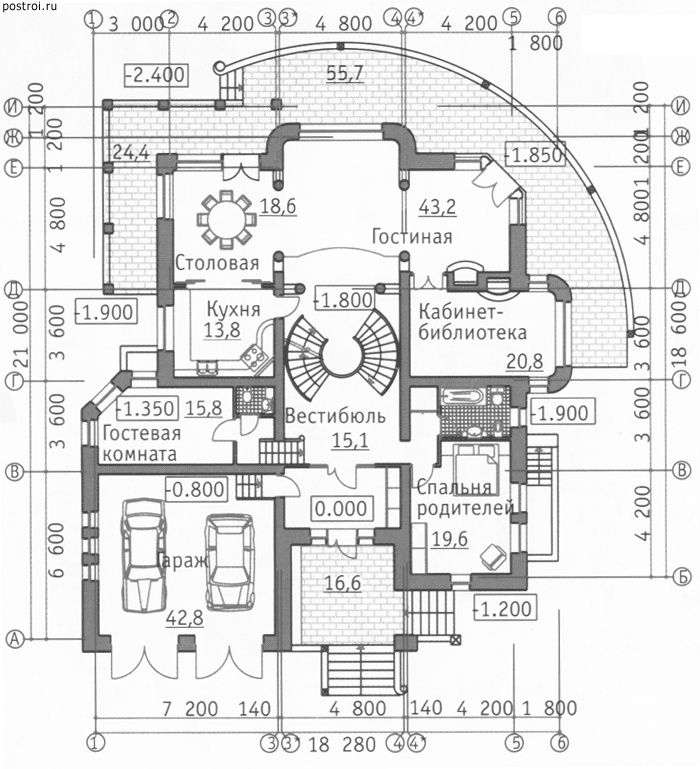 postroi.ru
1 2 3 3* 4 4* 5 6
3 000 4 200 4 800 4 200
1 800
-2.400
55,7
И И
1 200 1 200
Ж Ж
24,4
-1.850
Е Е
1 200 1 200
18,6
43,2
Гостиная
4 800 4 800
Столовая
Д Д
-1.900
Кухня
13,8
-1.800
Кабинет-
библиотека
20,8
21 000
3 600 3 600
18 600
Г Г
-1.350
15,8
Вестибюль
15,1
-1.900
Гостевая
комната
3 600 3 600
В В
-0.800
0.000
Спальня
родителей
19,6
Гараж
6 600
4 200
16,6
Б
42,8
-1.200
А
7 200 140 4 800 140 4 200 1 800
1 3 3* 18 280 4 4* 5 6